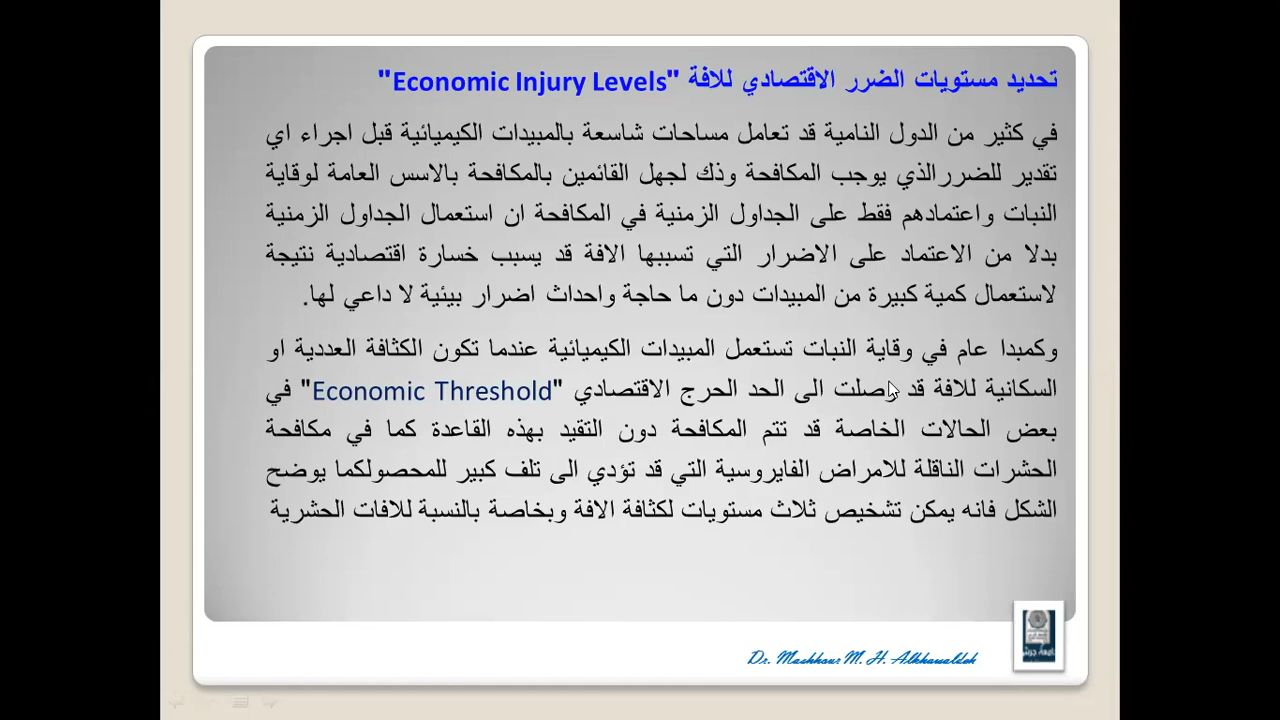 تحديد مستويات الضرر الاقتصادي للافة "Economic Injury Levels"
في كثير من الدول النامية قد تعامل مساحات شاسعة بالمبيدات الكيميائية قبل اجراء اي
تقدير للضررالذي يوجب المكافحة وذك لجهل القائمين بالمكافحة بالاسس العامة لوقاية
النبات واعتمادهم فقط على الجداول الزمنية في المكافحة ان استعمال الجداول الزمنية
بدلا من الاعتماد على الاضرار التي تسببها الافة قد يسبب خسارة اقتصادية نتيجة
لاستعمال كمية كبيرة من المبيدات دون ما حاجة واحداث اضرار بيئية لا داعي لها.
وكمبدا عام في وقاية النبات تستعمل المبيدات الكيميائية عندما تكون الكثافة العددية او
السكانية للافة قد وصلت الى الحد الحرج الاقتصادي "Economic Threshold" في
بعض الحالات الخاصة قد تتم المكافحة دون التقيد بهذه القاعدة كما في مكافحة
الحشرات الناقلة للامراض الفايروسية التي قد تؤدي الى تلف كبير للمحصولكما يوضح
الشكل فانه يمكن تشخيص ثلاث مستويات لكثافة الافة وبخاصة بالنسبة للافات الحشرية
Dr. Mashhour M. H. Alkhawaldeh